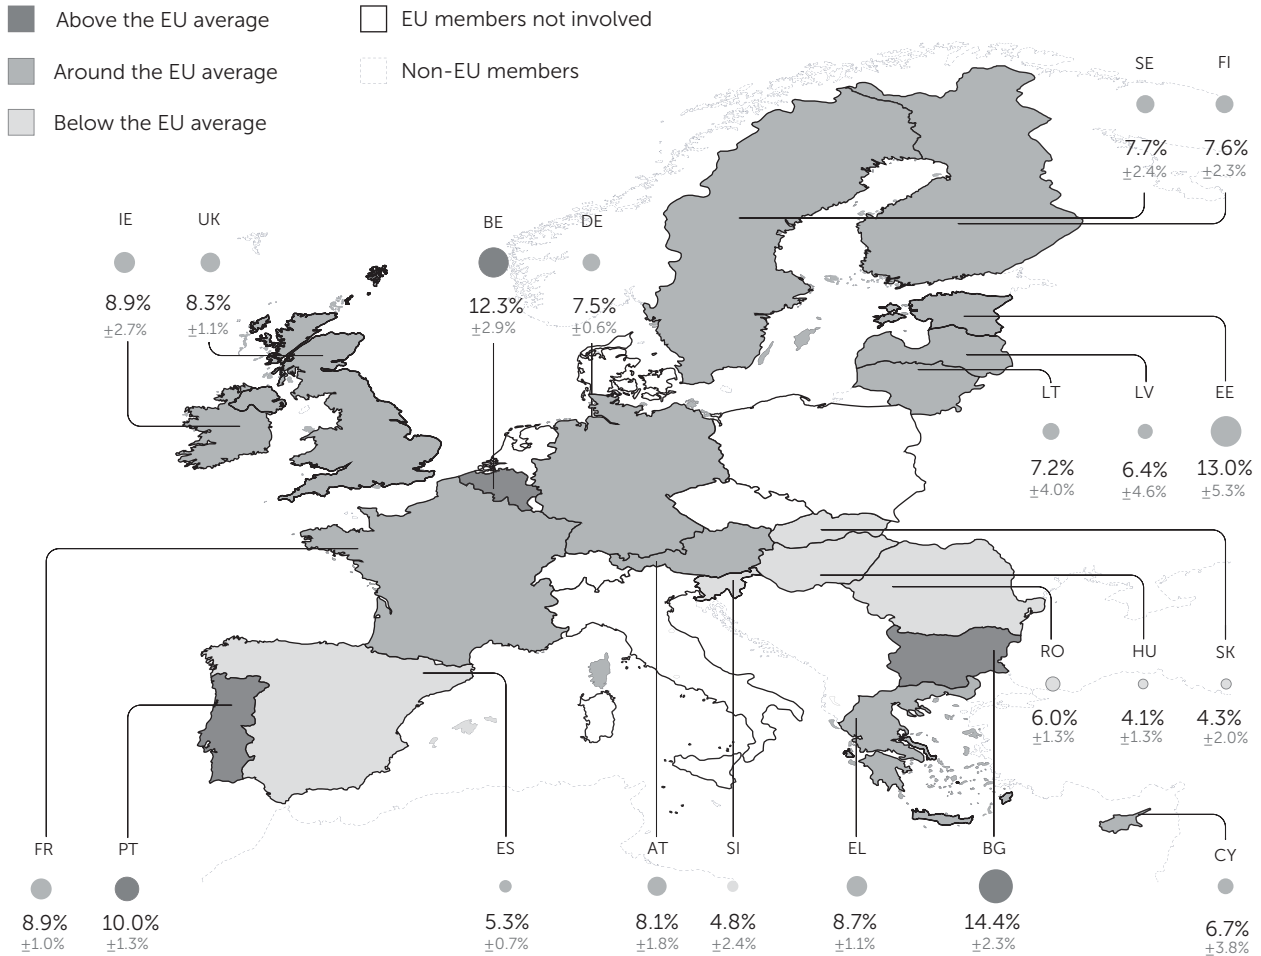 Above the EU average
EU members not involved
Around the EU average
Non-EU members
Below the EU average
SE
FI
7.7%
7.6%
±2.4%
±2.3%
IE
UK
BE
DE
8.9%
8.3%
12.3%
7.5%
±2.7%
±1.1%
±2.9%
±0.6%
LT
LV
EE
7.2%
6.4%
13.0%
±4.0%
±4.6%
±5.3%
RO
HU
SK
6.0%
4.1%
4.3%
±1.3%
±1.3%
±2.0%
FR
PT
ES
AT
SI
EL
BG
CY
8.9%
10.0%
5.3%
8.1%
4.8%
8.7%
14.4%
6.7%
±1.0%
±1.3%
±0.7%
±1.8%
±2.4%
±1.1%
±2.3%
±3.8%